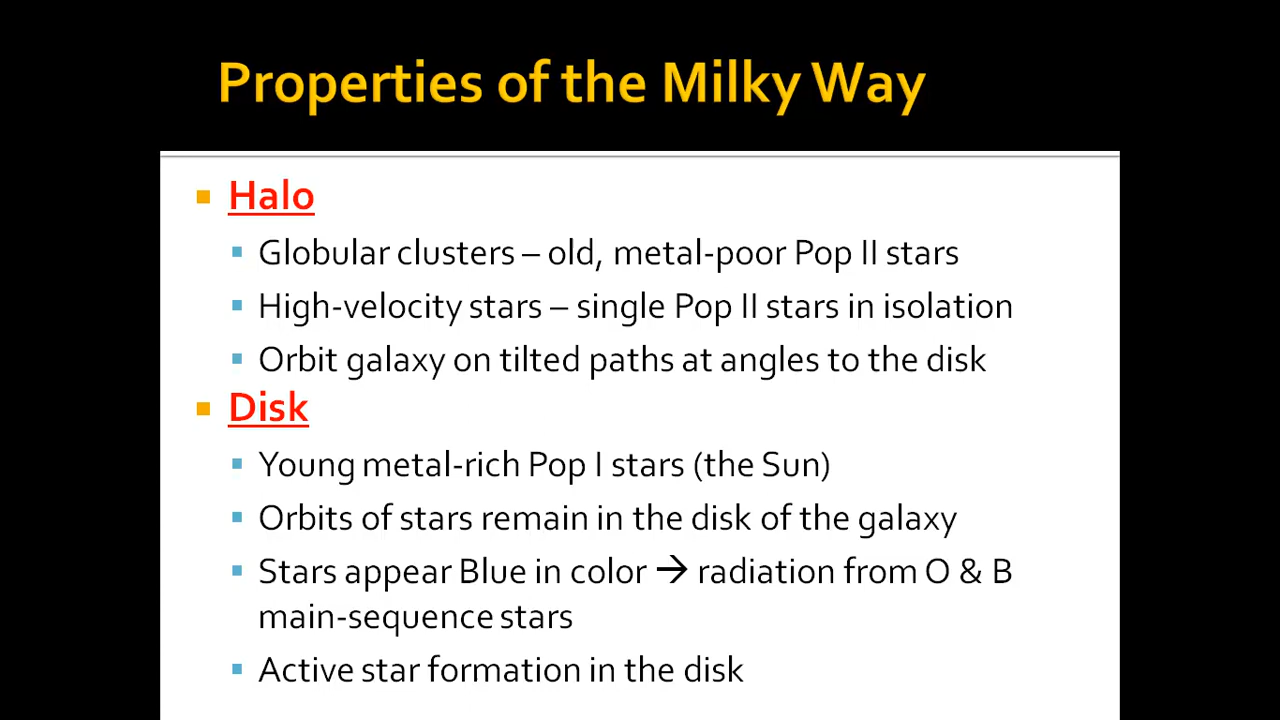 Properties of the Milky Way
Halo
Globular clusters – old, metal-poor Pop II stars
High-velocity stars – single Pop II stars in isolation
Orbit galaxy on tilted paths at angles to the disk
Disk
Young metal-rich Pop I stars (the Sun)
Orbits of stars remain in the disk of the galaxy
Stars appear Blue in color → radiation from O & B
main-sequence stars
Active star formation in the disk